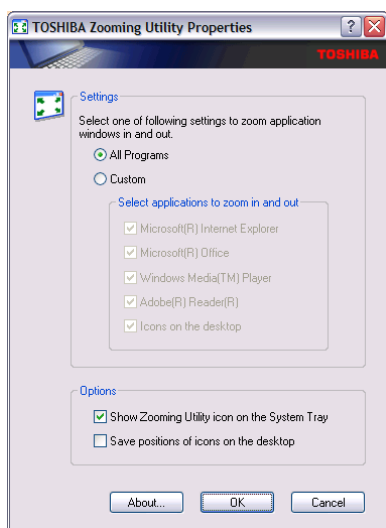 TOSHIBA Zooming Utility Properties
TOSHIBA
Settings
Select one of following settings to zoom application
windows in and out.
All Programs
Custom
Select applications to zoom in and out
Microsoft(R) Internet Explorer
Microsoft(R) Office
Windows Media(TM) Player
Adobe(R) Reader(R)
Icons on the desktop
Options
Show Zooming Utility icon on the System Tray
Save positions of icons on the desktop
About... OK Cancel